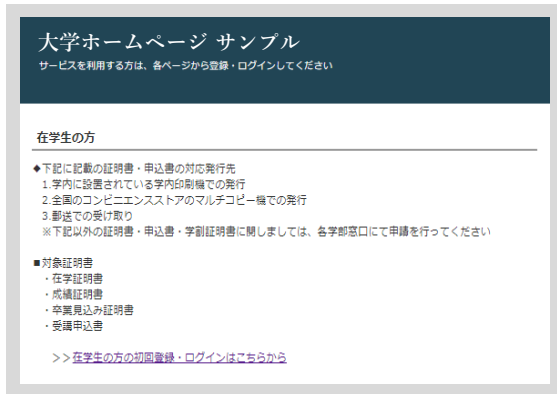 大学ホームページ サンプル
サービスを利用する方は、各ページから登録・ログインしてください
在学生の方
◆下記に記載の証明書・申込書の対応発行先
1.学内に設置されている学内印刷機での発行
2.全国のコンビニエンスストアのマルチコピー機での発行
3.郵送での受け取り
※下記以外の証明書・申込書・学割証明書に関しましては、各学部窓口にて申請を行ってください
■対象証明書
・在学証明書
・成績証明書
・卒業見込み証明書
・受講申込書
>>在学生の方の初回登録・ログインはこちらから